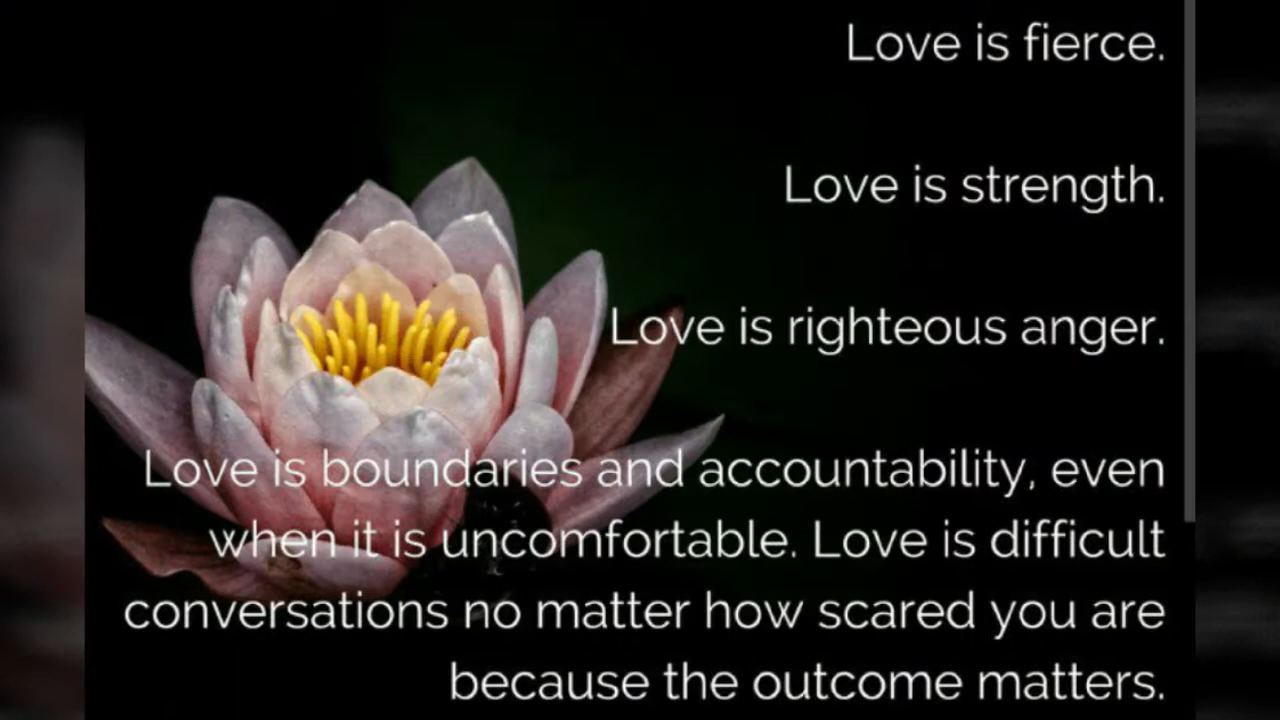 Love is fierce.
Love is strength.
Love is righteous anger.
Love is boundaries and accountability, even
when it is uncomfortable. Love is difficult
conversations no matter how scared you are
because the outcome matters.